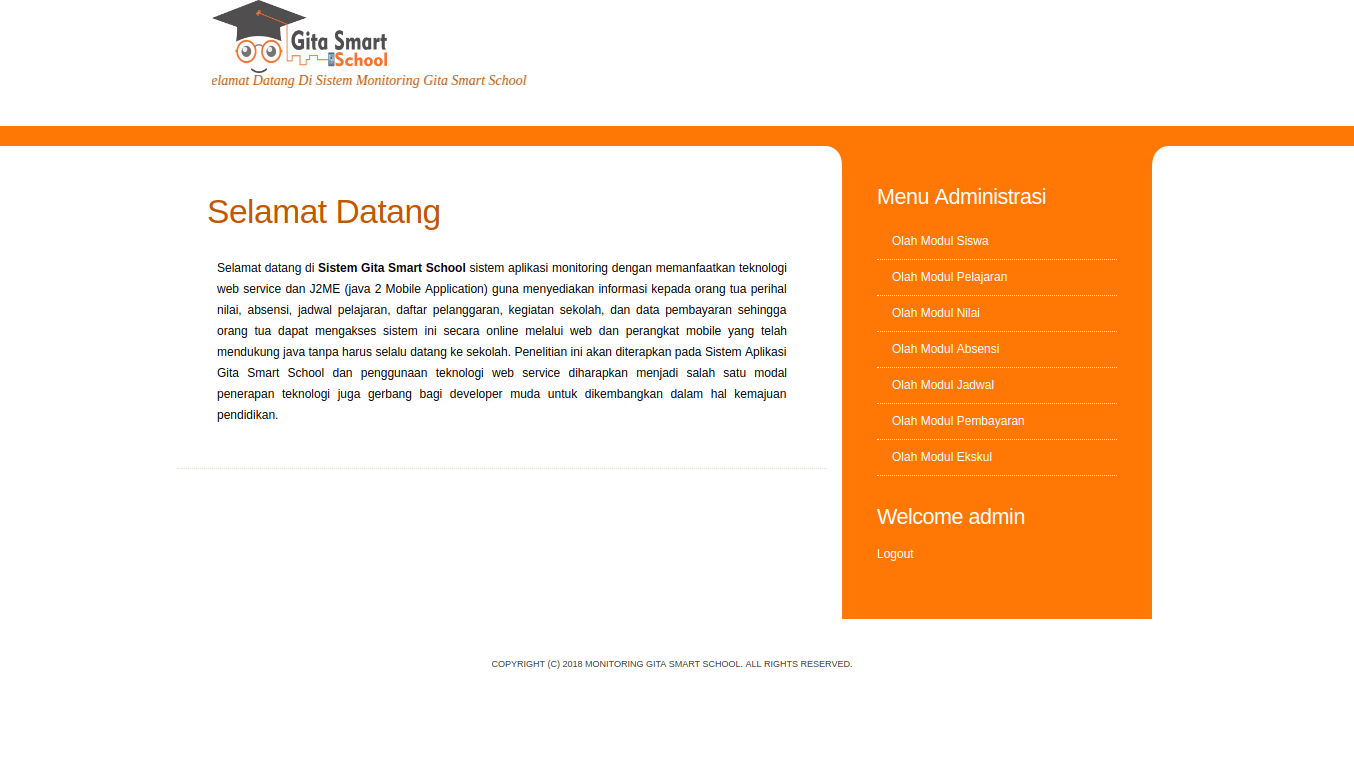 Gita Smart
School
elamat Datang Di Sistem Monitoring Gita Smart School
Selamat Datang
Selamat datang di Sistem Gita Smart School sistem aplikasi monitoring dengan memanfaatkan teknologi
web service dan J2ME (java 2 Mobile Application) guna menyediakan informasi kepada orang tua perihal
nilai, absensi, jadwal pelajaran, daftar pelanggaran, kegiatan sekolah, dan data pembayaran sehingga
orang tua dapat mengakses sistem ini secara online melalui web dan perangkat mobile yang telah
mendukung java tanpa harus selalu datang ke sekolah. Penelitian ini akan diterapkan pada Sistem Aplikasi
Gita Smart School dan penggunaan teknologi web service diharapkan menjadi salah satu modal
penerapan teknologi juga gerbang bagi developer muda untuk dikembangkan dalam hal kemajuan
pendidikan.
Menu Administrasi
Olah Modul Siswa
Olah Modul Pelajaran
Olah Modul Nilai
Olah Modul Absensi
Olah Modul Jadwal
Olah Modul Pembayaran
Olah Modul Ekskul
Welcome admin
Logout
COPYRIGHT (C) 2018 MONITORING GITA SMART SCHOOL. ALL RIGHTS RESERVED.